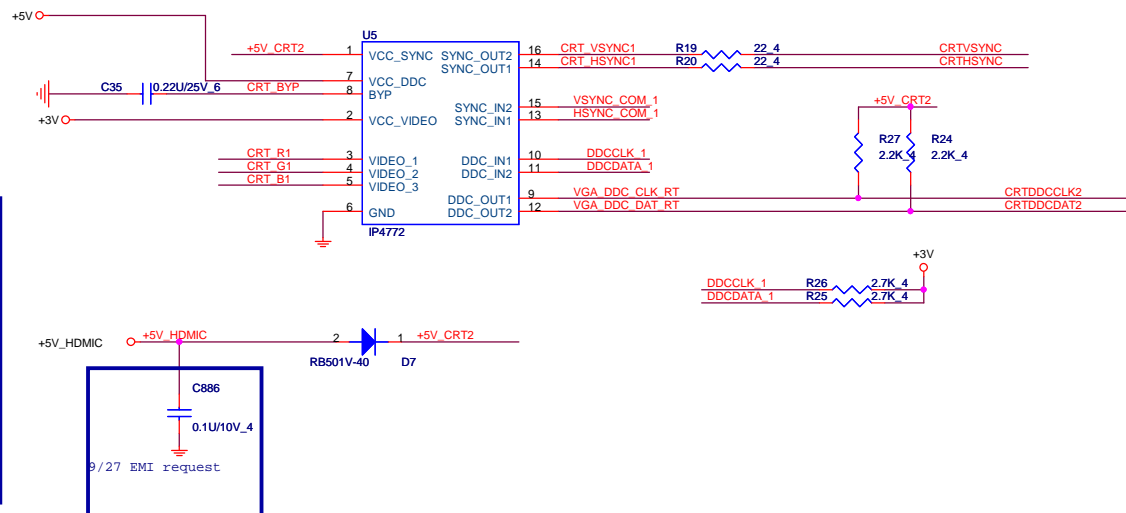 +5V
U5
+5V_CRT2 1 VCC_SYNC SYNC_OUT2 16 CRT_VSYNC1 R19 22_4 CRTVSYNC
SYNC_OUT1 14 CRT_HSYNC1 R20 22_4 CRTHSYNC
7 VCC_DDC
C35 0.22U/25V_6 CRT_BYP 8 BYP
SYNC_IN2 15 VSYNC_COM_1 +5V_CRT2
+3V 2 VCC_VIDEO SYNC_IN1 13 HSYNC_COM_1
R27 R24
2.2K_4 2.2K_4
CRT_R1 3 VIDEO_1 DDC_IN1 10 DDCCLK_1
CRT_G1 4 VIDEO_2 DDC_IN2 11 DDCDATA_1
CRT_B1 5 VIDEO_3
DDC_OUT1 9 VGA_DDC_CLK_RT CRTDDCCLK2
6 GND DDC_OUT2 12 VGA_DDC_DAT_RT CRTDDCDAT2
IP4772
+3V
DDCCLK_1 R26 2.7K_4
DDCDATA_1 R25 2.7K_4
+5V_HDMIC +5V_HDMIC 2 1 +5V_CRT2
RB501V-40 D7
C886
0.1U/10V_4
9/27 EMI request